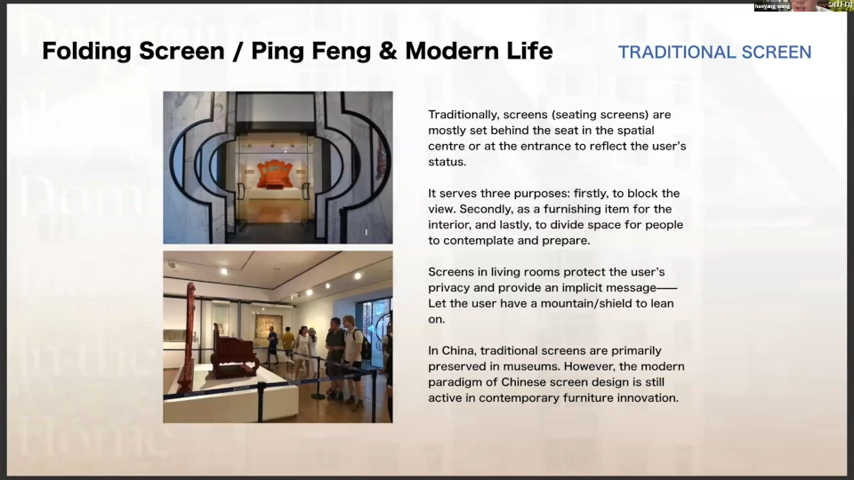 haoyang wang
Folding Screen / Ping Feng & Modern Life
TRADITIONAL SCREEN
Traditionally, screens (seating screens) are
mostly set behind the seat in the spatial
centre or at the entrance to reflect the user's
status.
It serves three purposes: firstly, to block the
view. Secondly, as a furnishing item for the
interior, and lastly, to divide space for people
to contemplate and prepare.
Screens in living rooms protect the user's
privacy and provide an implicit message——
Let the user have a mountain/shield to lean
on.
In China, traditional screens are primarily
preserved in museums. However, the modern
paradigm of Chinese screen design is still
active in contemporary furniture innovation.